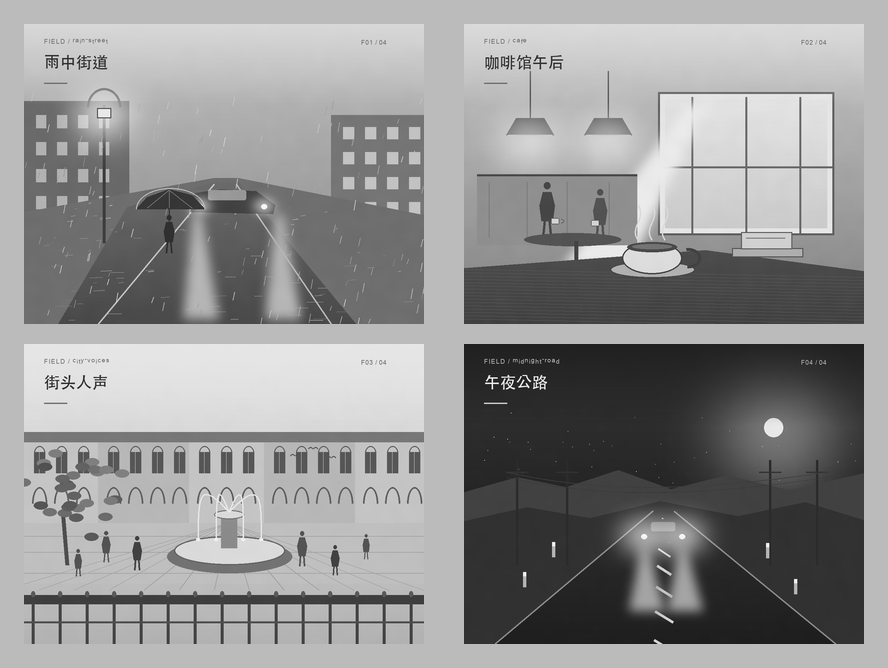 FIELD / rain-street
F01 / 04
雨中街道
FIELD / cafe
F02 / 04
咖啡馆午后
FIELD / city-voices
F03 / 04
街头人声
FIELD / midnight-road
F04 / 04
午夜公路